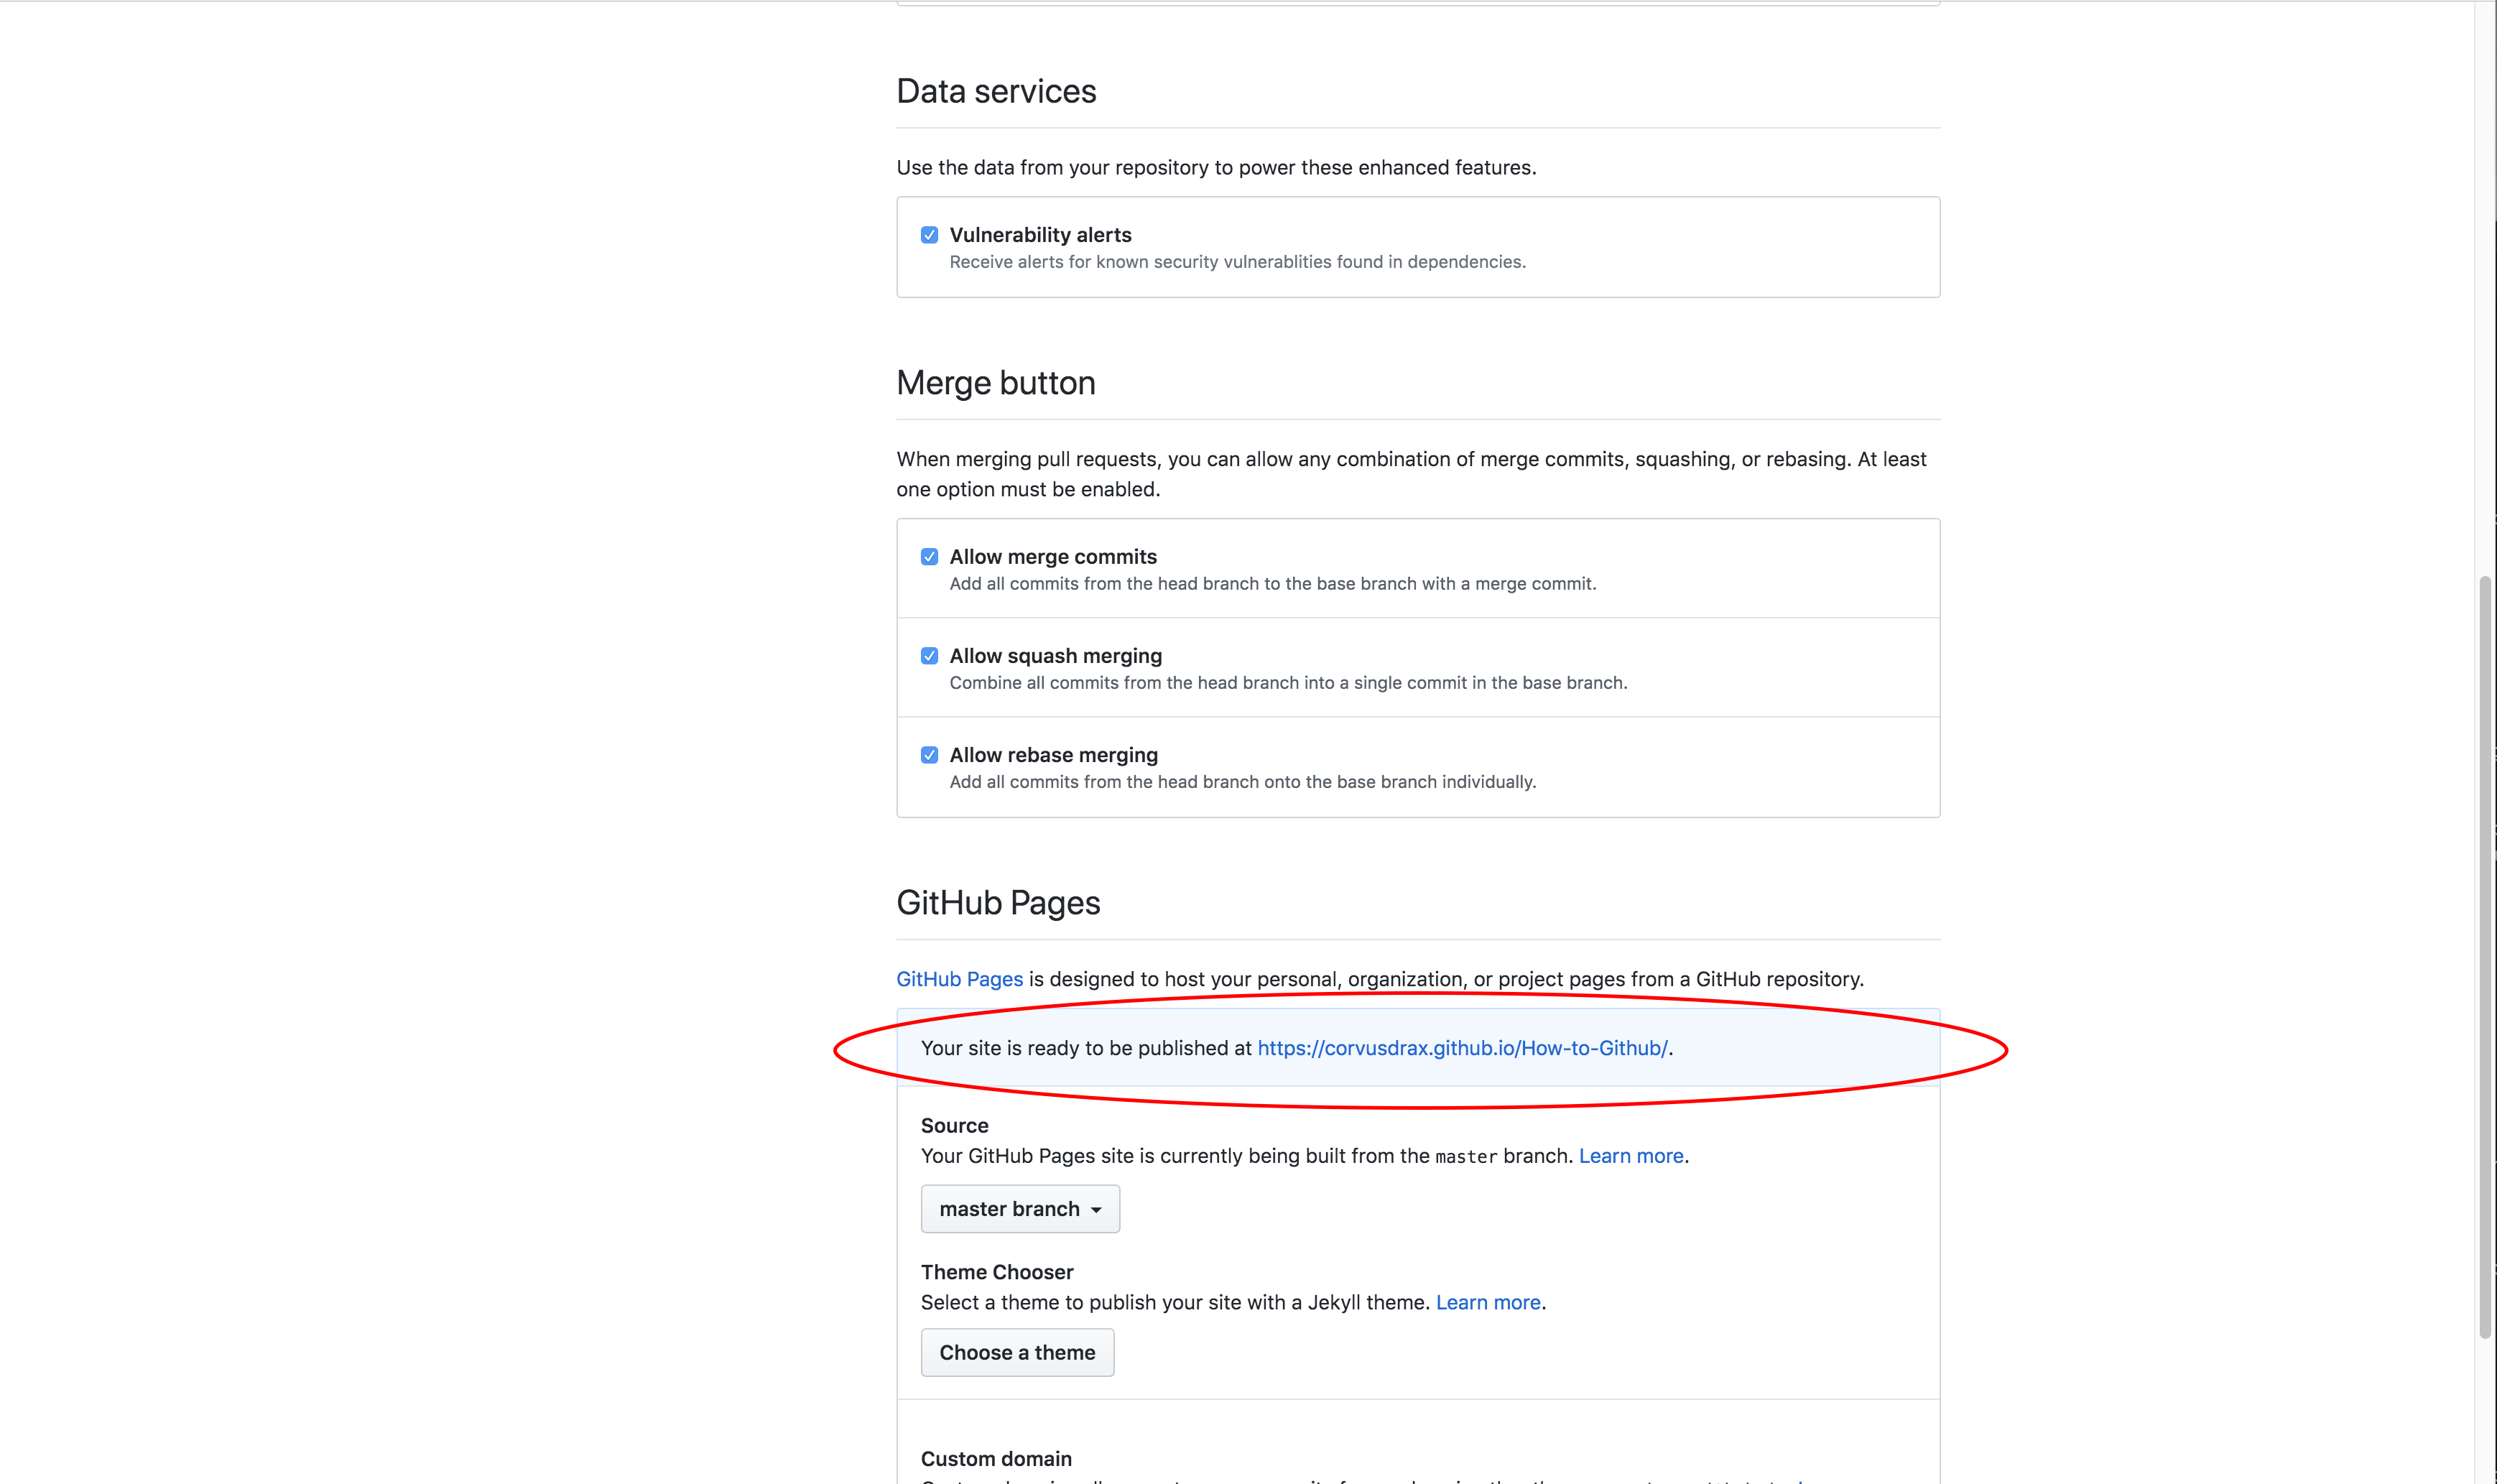 Data services
Use the data from your repository to power these enhanced features.
Vulnerability alerts
Receive alerts for known security vulnerablities found in dependencies.
Merge button
When merging pull requests, you can allow any combination of merge commits, squashing, or rebasing. At least
one option must be enabled.
Allow merge commits
Add all commits from the head branch to the base branch with a merge commit.
Allow squash merging
Combine all commits from the head branch into a single commit in the base branch.
Allow rebase merging
Add all commits from the head branch onto the base branch individually.
GitHub Pages
GitHub Pages is designed to host your personal, organization, or project pages from a GitHub repository.
Your site is ready to be published at https://corvusdrax.github.io/How-to-Github/.
Source
Your GitHub Pages site is currently being built from the master branch. Learn more.
master branch
Theme Chooser
Select a theme to publish your site with a Jekyll theme. Learn more.
Choose a theme
Custom domain